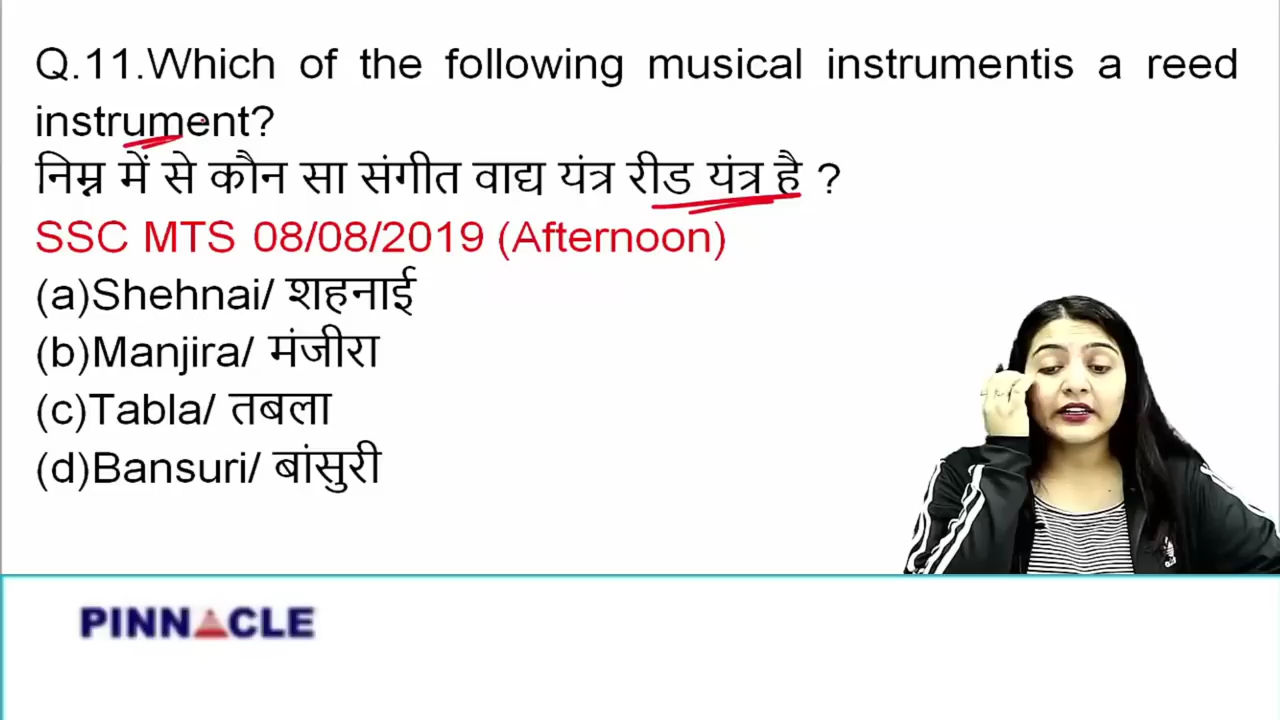 Q.11.Which of the following musical instrumentis a reed
instrument?
निम्न में से कौन सा संगीत वाद्य यंत्र रीड यंत्र है ?
SSC MTS 08/08/2019 (Afternoon)
(a)Shehnai/ शहनाई
(b)Manjira/ मंजीरा
(c)Tabla/ तबला
(d)Bansuri/ बांसुरी
PINNACLE